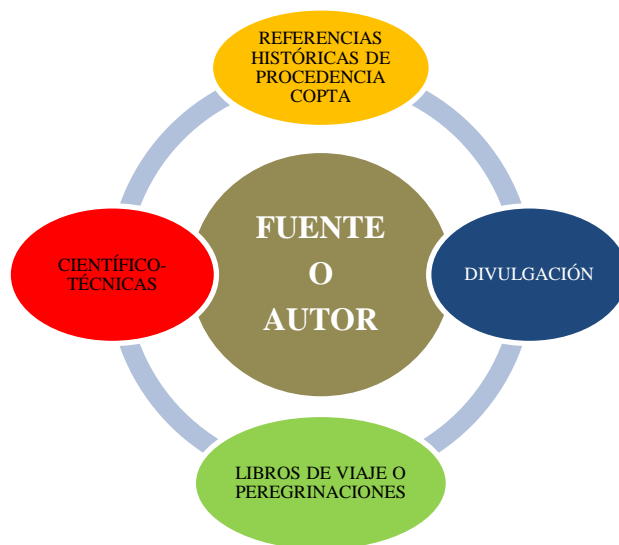 REFERENCIAS
HISTÓRICAS DE
PROCEDENCIA
COPTA
FUENTE
O
AUTOR
CIENTÍFICO-
TÉCNICAS
DIVULGACIÓN
LIBROS DE VIAJE O
PEREGRINACIONES